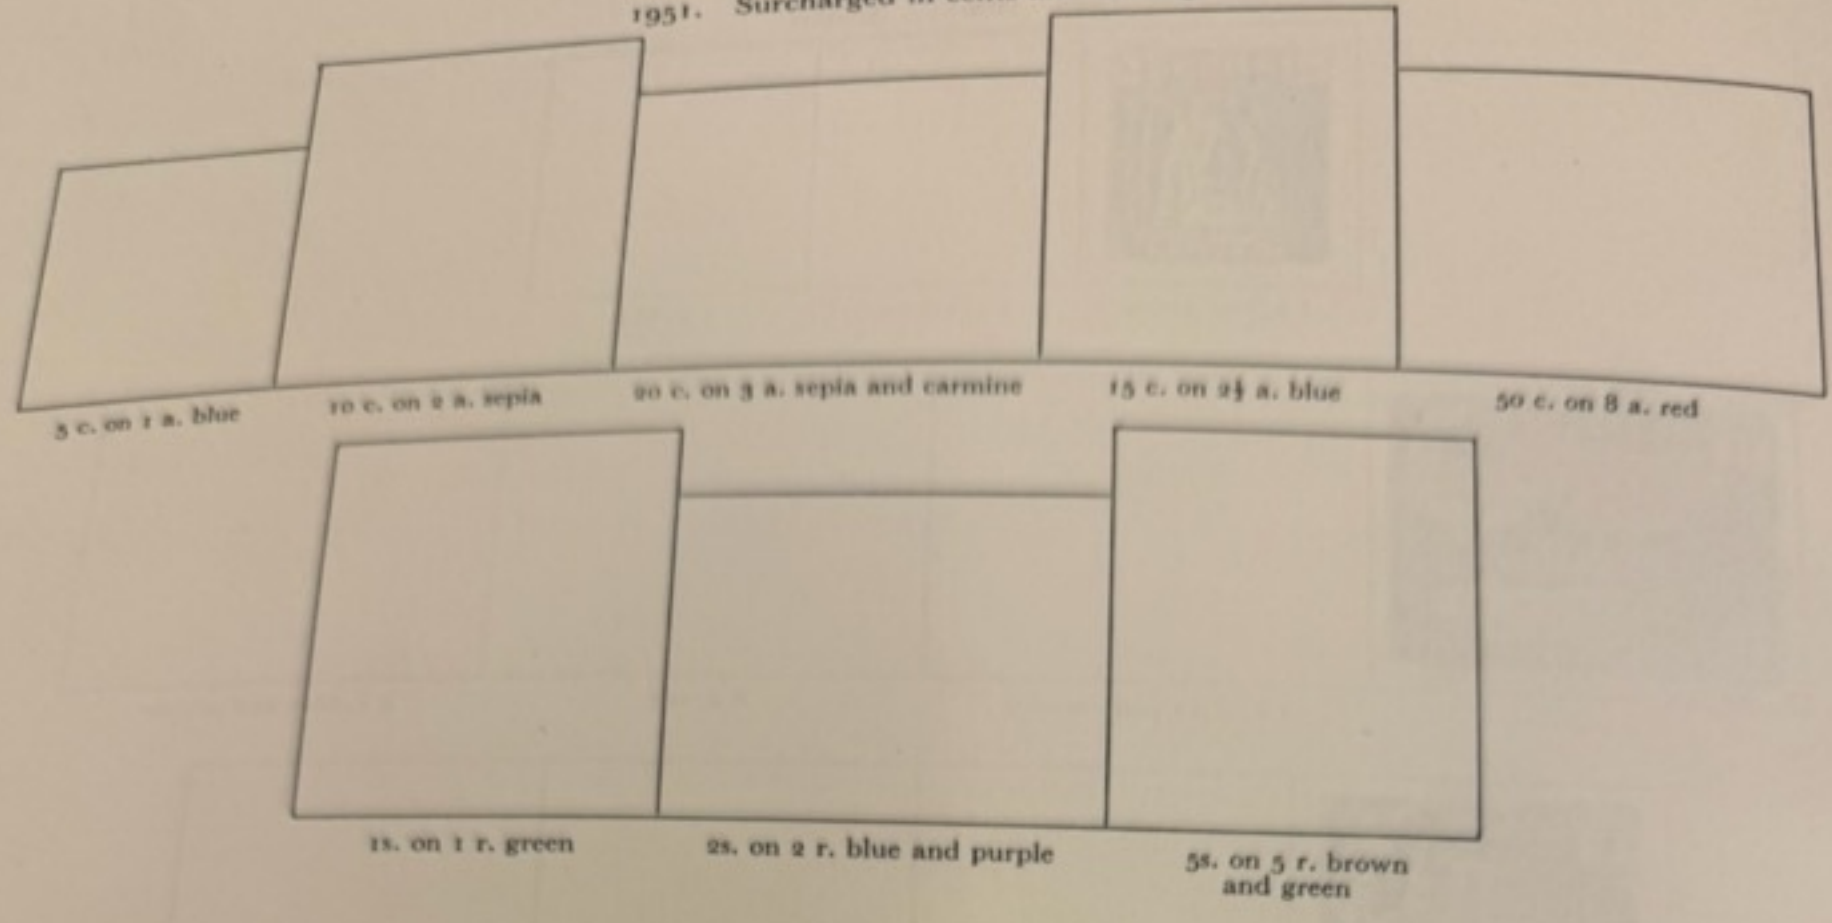 1951. Surcharged in
5 c. on 1 a. blue
10 c. on 2 a. sepia
20 c. on 3 a. sepia and carmine
15 c. on 2½ a. blue
50 c. on 8 a. red
1s. on 1 r. green
2s. on 2 r. blue and purple
5s. on 5 r. brown
and green